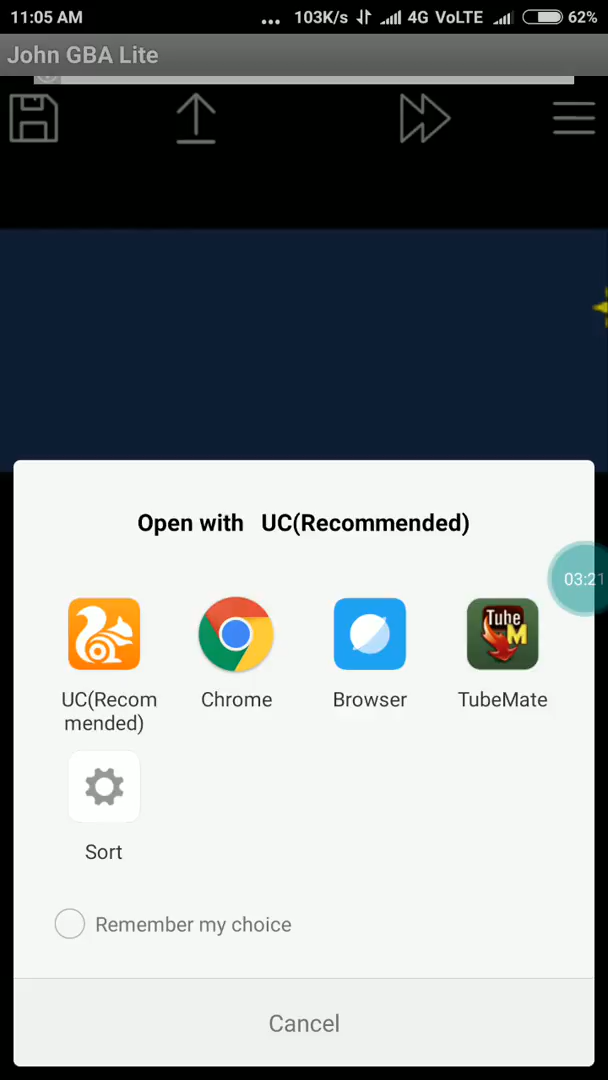 11:05 AM
... 103K/s 4G VoLTE 62%
John GBA Lite
Open with UC(Recommended)
03:21
Tube
M
UC(Recom
mended)
Chrome
Browser
TubeMate
Sort
Remember my choice
Cancel